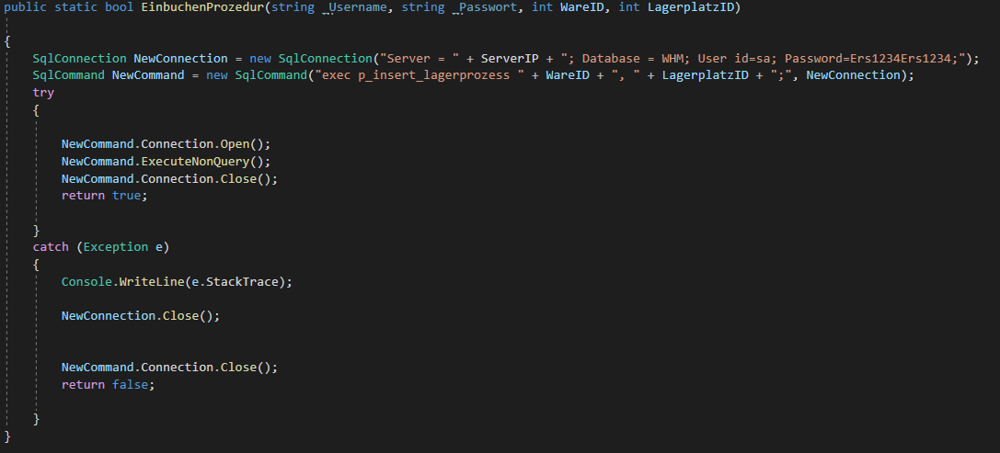 public static bool EinbuchenProzedur(string _Username, string _Passwort, int WareID, int LagerplatzID)
{
SqlConnection NewConnection = new SqlConnection("Server = " + ServerIP + "; Database = WHM; User id=sa; Password=Ers1234Ers1234;");
SqlCommand NewCommand = new SqlCommand("exec p_insert_lagerprozess " + WareID + ", " + LagerplatzID + ";", NewConnection);
try
{
NewCommand.Connection.Open();
NewCommand.ExecuteNonQuery();
NewCommand.Connection.Close();
return true;
}
catch (Exception e)
{
Console.WriteLine(e.StackTrace);
NewConnection.Close();
NewCommand.Connection.Close();
return false;
}
}